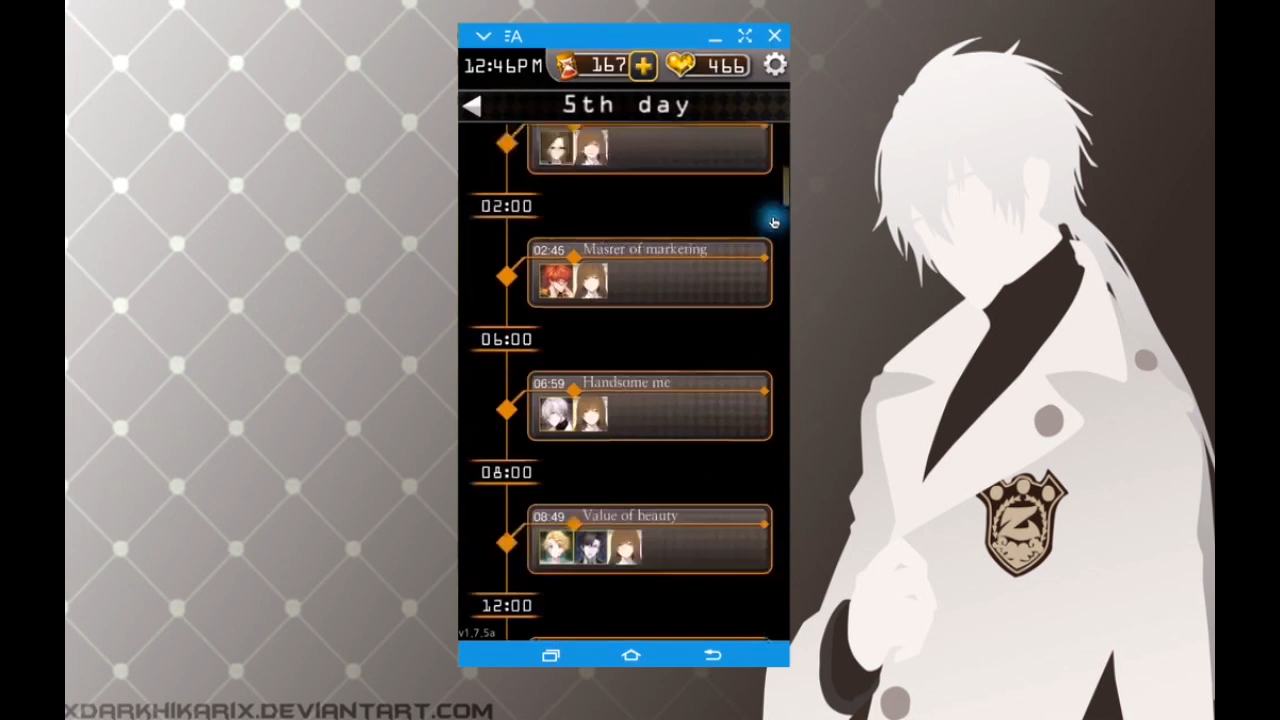 ΞA
12:46PM 167 + 466
5th day
02:00
02:45 Master of marketing
06:00
06:59 Handsome me
08:00
08:49 Value of beauty
12:00
v1.7.5a
Z
XDARKHIKARIX.DEVIANTART.COM